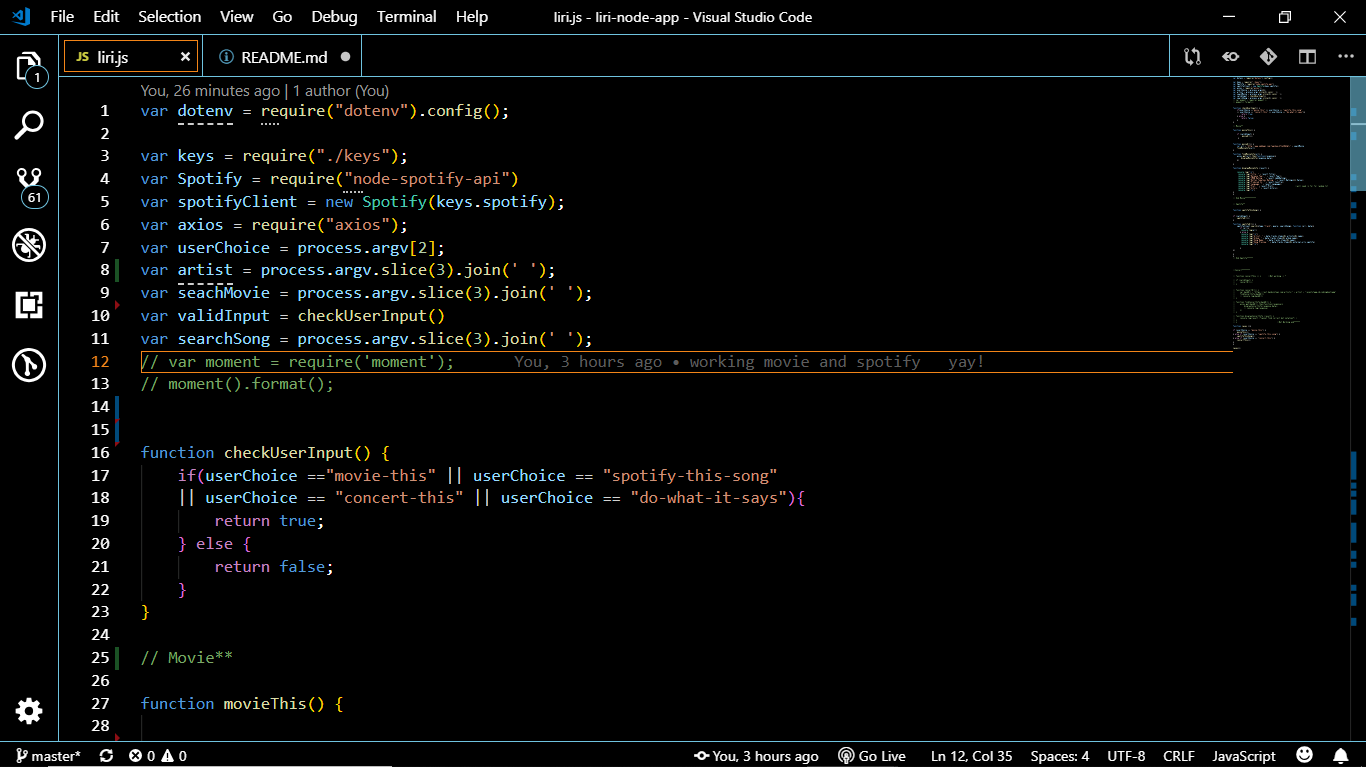 File Edit Selection View Go Debug Terminal Help liri.js - liri-node-app - Visual Studio Code
JS liri.js README.md
1
61
You, 26 minutes ago | 1 author (You)
1 var dotenv = require("dotenv").config();
2
3 var keys = require("./keys");
4 var Spotify = require("node-spotify-api")
5 var spotifyClient = new Spotify(keys.spotify);
6 var axios = require("axios");
7 var userChoice = process.argv[2];
8 var artist = process.argv.slice(3).join(' ');
9 var seachMovie = process.argv.slice(3).join(' ');
10 var validInput = checkUserInput()
11 var searchSong = process.argv.slice(3).join(' ');
12 // var moment = require('moment'); You, 3 hours ago • working movie and spotify yay!
13 // moment().format();
14
15
16 function checkUserInput() {
17 if(userChoice =="movie-this" || userChoice == "spotify-this-song"
18 || userChoice == "concert-this" || userChoice == "do-what-it-says"){
19 return true;
20 } else {
21 return false;
22 }
23 }
24
25 // Movie**
26
27 function movieThis() {
28
master* 0 0 You, 3 hours ago Go Live Ln 12, Col 35 Spaces: 4 UTF-8 CRLF JavaScript